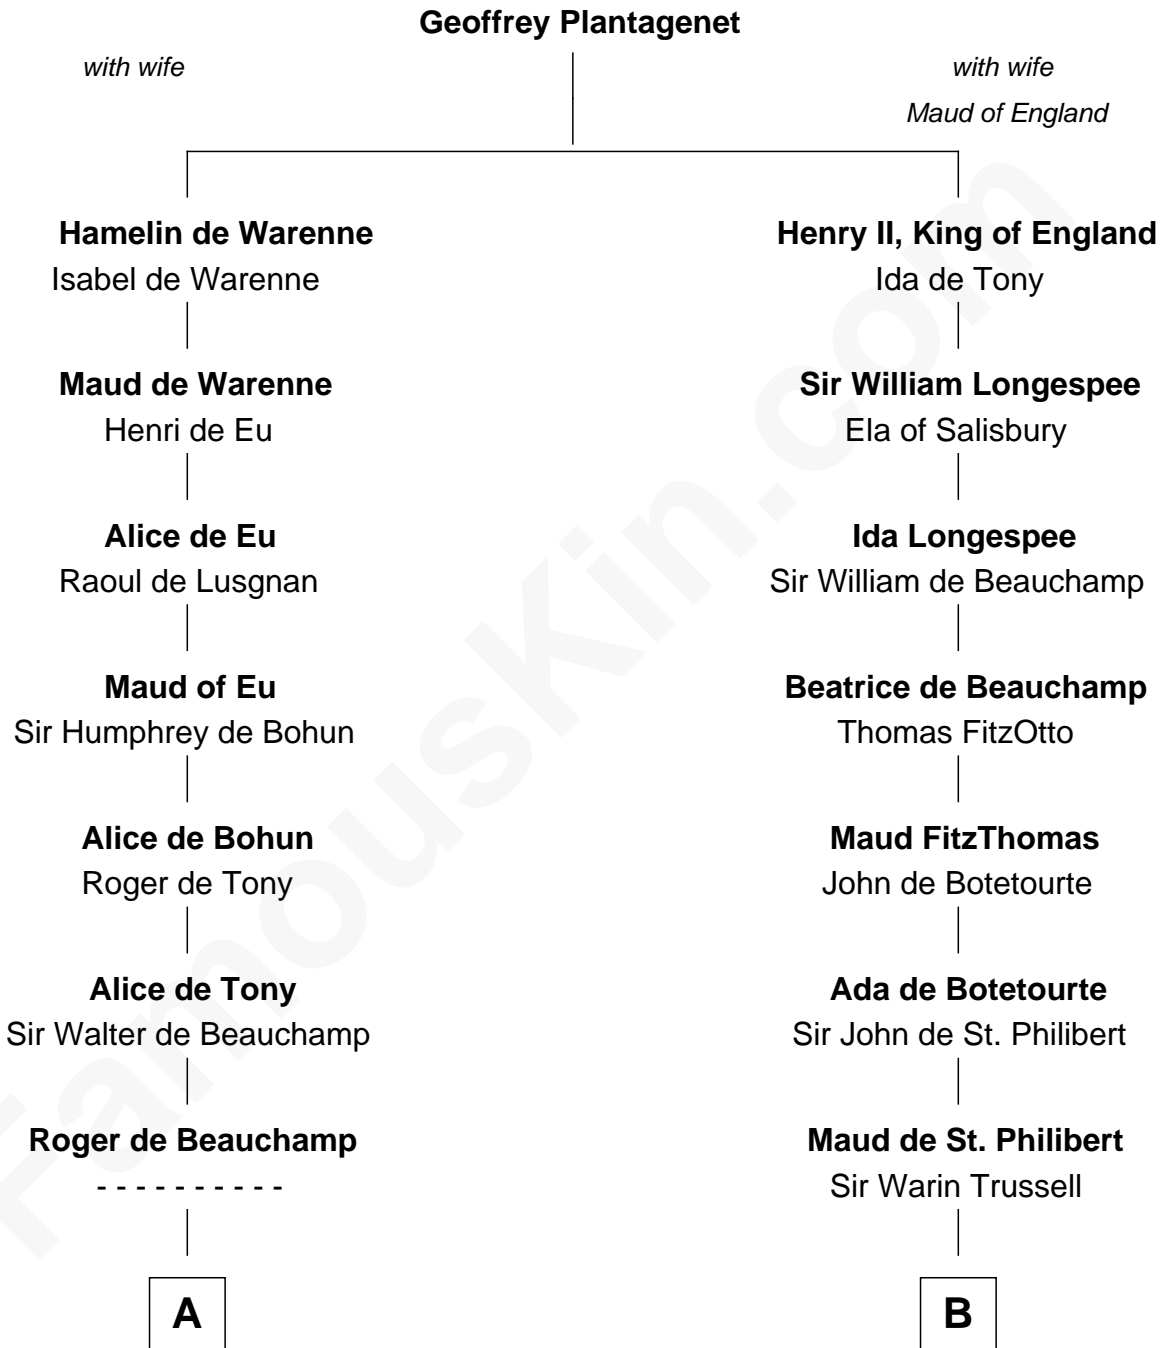 Geoffrey Plantagenet
with wife
with wife
Maud of England
Hamelin de Warenne
Isabel de Warenne
Henry II, King of England
Ida de Tony
Maud de Warenne
Henri de Eu
Sir William Longespee
Ela of Salisbury
Alice de Eu
Raoul de Lusgnan
Ida Longespee
Sir William de Beauchamp
Maud of Eu
Sir Humphrey de Bohun
Beatrice de Beauchamp
Thomas FitzOtto
Alice de Bohun
Roger de Tony
Maud FitzThomas
John de Botetourte
Alice de Tony
Sir Walter de Beauchamp
Ada de Botetourte
Sir John de St. Philibert
Roger de Beauchamp
- - - - - - - - - -
Maud de St. Philibert
Sir Warin Trussell
A
B
FamousKin.com